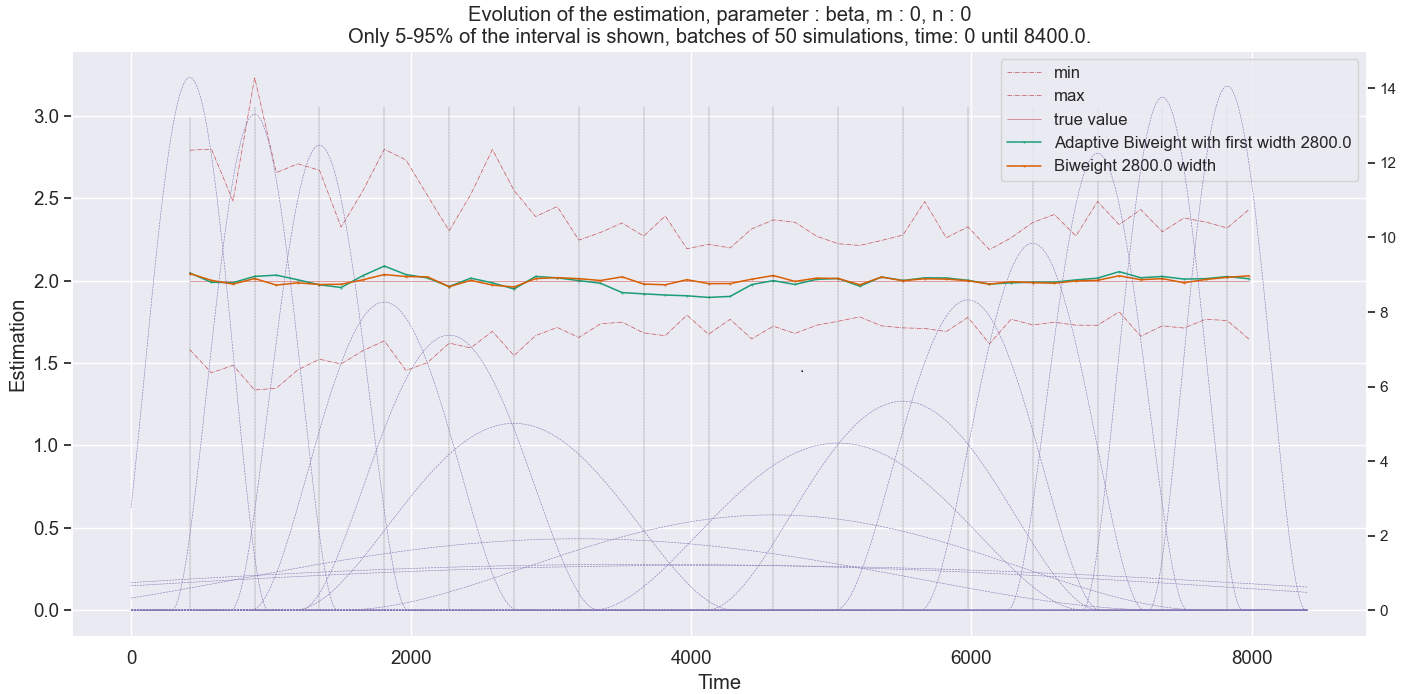 Evolution of the estimation, parameter : beta, m : 0, n : 0
Only 5-95% of the interval is shown, batches of 50 simulations, time: 0 until 8400.0.
min
max
true value
Adaptive Biweight with first width 2800.0
Biweight 2800.0 width
Estimation
3.0
2.5
2.0
1.5
1.0
0.5
0.0
14
12
10
8
6
4
2
0
0
2000
4000
6000
8000
Time